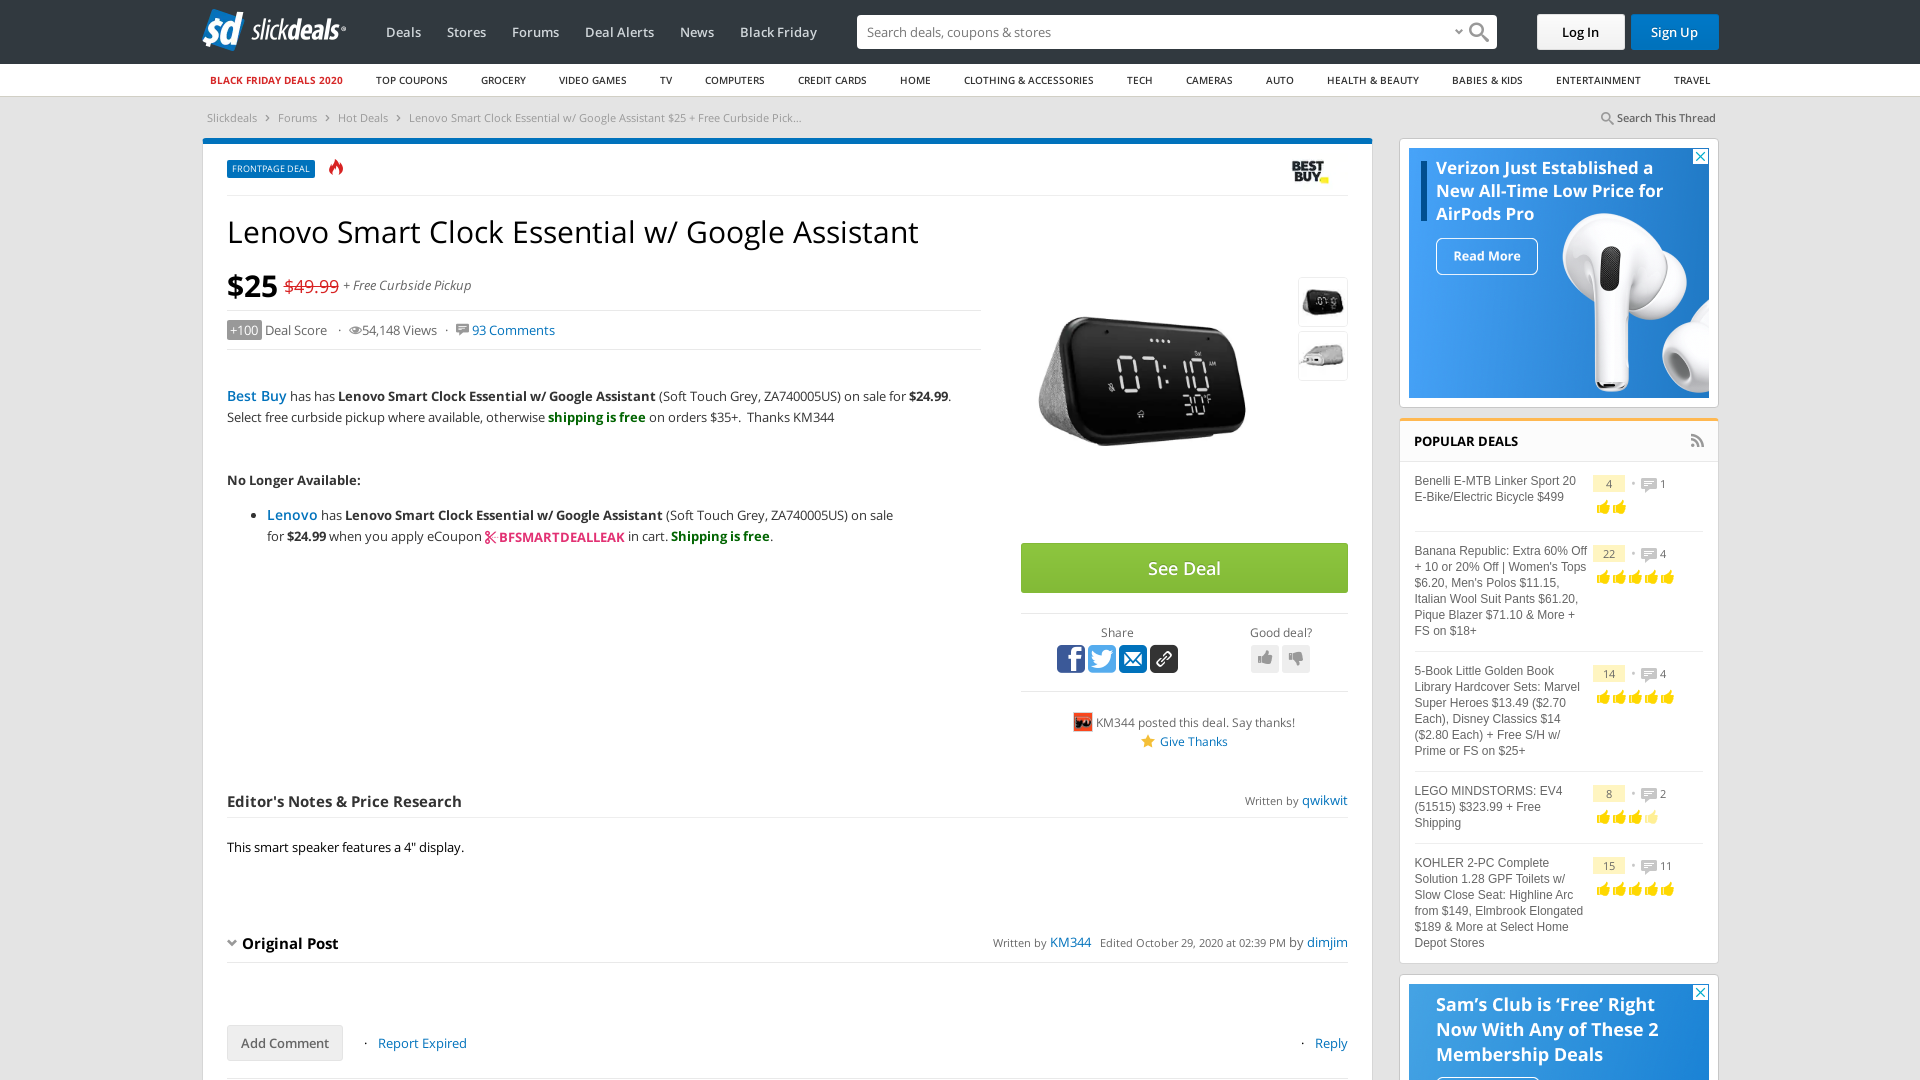 sd slickdeals
Deals Stores Forums Deal Alerts News Black Friday
Search deals, coupons & shopping
Log In Sign Up
BLACK FRIDAY DEALS 2020 TOP COUPONS GROCERY VIDEO GAMES TV COMPUTERS CREDIT CARDS HOME CLOTHING & ACCESSORIES TECH CAMERAS AUTO HEALTH & BEAUTY BABIES & KIDS ENTERTAINMENT TRAVEL
Slickdeals > Forums > Hot Deals > Lenovo Smart Clock Essential w/ Google Assistant $25 + Free Curbside Pick...
Search This Thread
FRONTPAGE DEAL
BEST
BUY
Lenovo Smart Clock Essential w/ Google Assistant
$25 $49.99 + Free Curbside Pickup
+100 Deal Score · 54,148 Views · 93 Comments
07:10
30°F
Best Buy has has Lenovo Smart Clock Essential w/ Google Assistant (Soft Touch Grey, ZA740005US) on sale for $24.99.
Select free curbside pickup where available, otherwise shipping is free on orders $35+. Thanks KM344
No Longer Available:
• Lenovo has Lenovo Smart Clock Essential w/ Google Assistant (Soft Touch Grey, ZA740005US) on sale
for $24.99 when you apply eCoupon BFSMARTDEALLEAK in cart. Shipping is free.
See Deal
Share Good deal?
KM344 posted this deal. Say thanks!
Give Thanks
Editor's Notes & Price Research
Written by qwikwit
This smart speaker features a 4" display.
Original Post
Written by KM344 Edited October 29, 2020 at 02:39 PM by dimjim
Add Comment · Report Expired · Reply
Verizon Just Established a
New All-Time Low Price for
AirPods Pro
Read More
POPULAR DEALS
Benelli E-MTB Linker Sport 20
E-Bike/Electric Bicycle $499
4 • 1
Banana Republic: Extra 60% Off
+ 10 or 20% Off | Women's Tops
$6.20, Men's Polos $11.15,
Italian Wool Suit Pants $61.20,
Pique Blazer $71.10 & More +
FS on $18+
22 • 4
5-Book Little Golden Book
Library Hardcover Sets: Marvel
Super Heroes $13.49 ($2.70
Each), Disney Classics $14
($2.80 Each) + Free S/H w/
Prime or FS on $25+
14 • 4
LEGO MINDSTORMS: EV4
(51515) $323.99 + Free
Shipping
8 • 2
KOHLER 2-PC Complete
Solution 1.28 GPF Toilets w/
Slow Close Seat: Highline Arc
from $149, Elmbrook Elongated
$189 & More at Select Home
Depot Stores
15 • 11
Sam's Club is 'Free' Right
Now With Any of These 2
Membership Deals